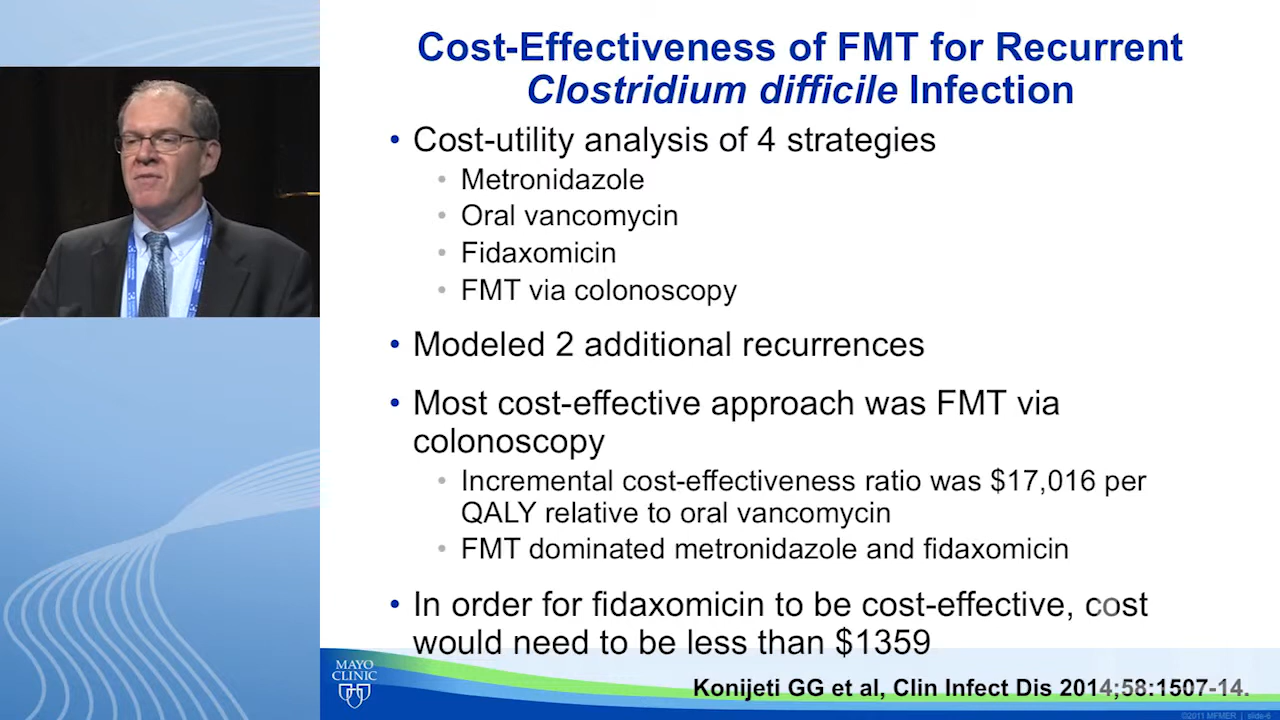 Cost-Effectiveness of FMT for Recurrent
Clostridium difficile Infection
• Cost-utility analysis of 4 strategies
• Metronidazole
• Oral vancomycin
• Fidaxomicin
• FMT via colonoscopy
• Modeled 2 additional recurrences
• Most cost-effective approach was FMT via
colonoscopy
• Incremental cost-effectiveness ratio was $17,016 per
QALY relative to oral vancomycin
• FMT dominated metronidazole and fidaxomicin
• In order for fidaxomicin to be cost-effective, cost
would need to be less than $1359
MAYO
CLINIC
Konijeti GG et al, Clin Infect Dis 2014;58:1507-14.
©2011 MFMER | slide-6